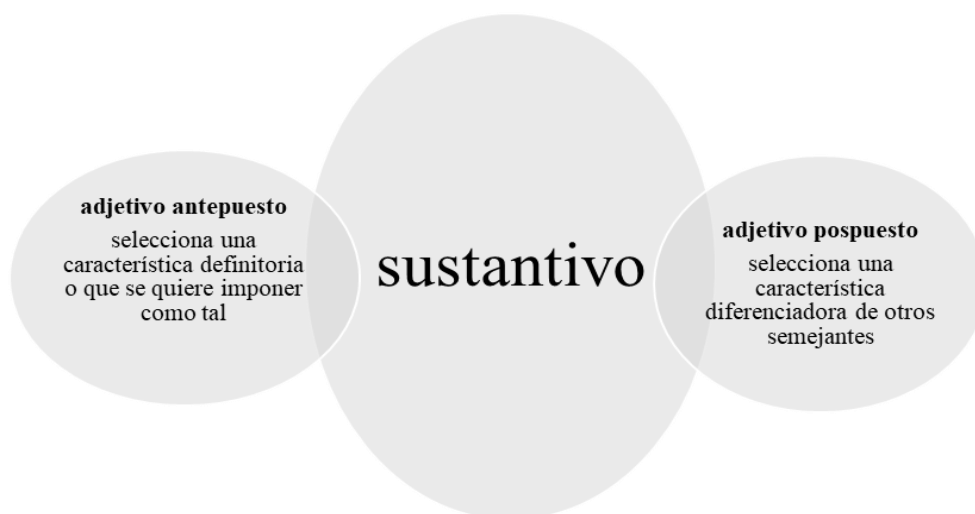 adjetivo antepuesto
selecciona una
característica definitoria
o que se quiere imponer
como tal
sustantivo
adjetivo pospuesto
selecciona una
característica
diferenciadora de otros
semejantes